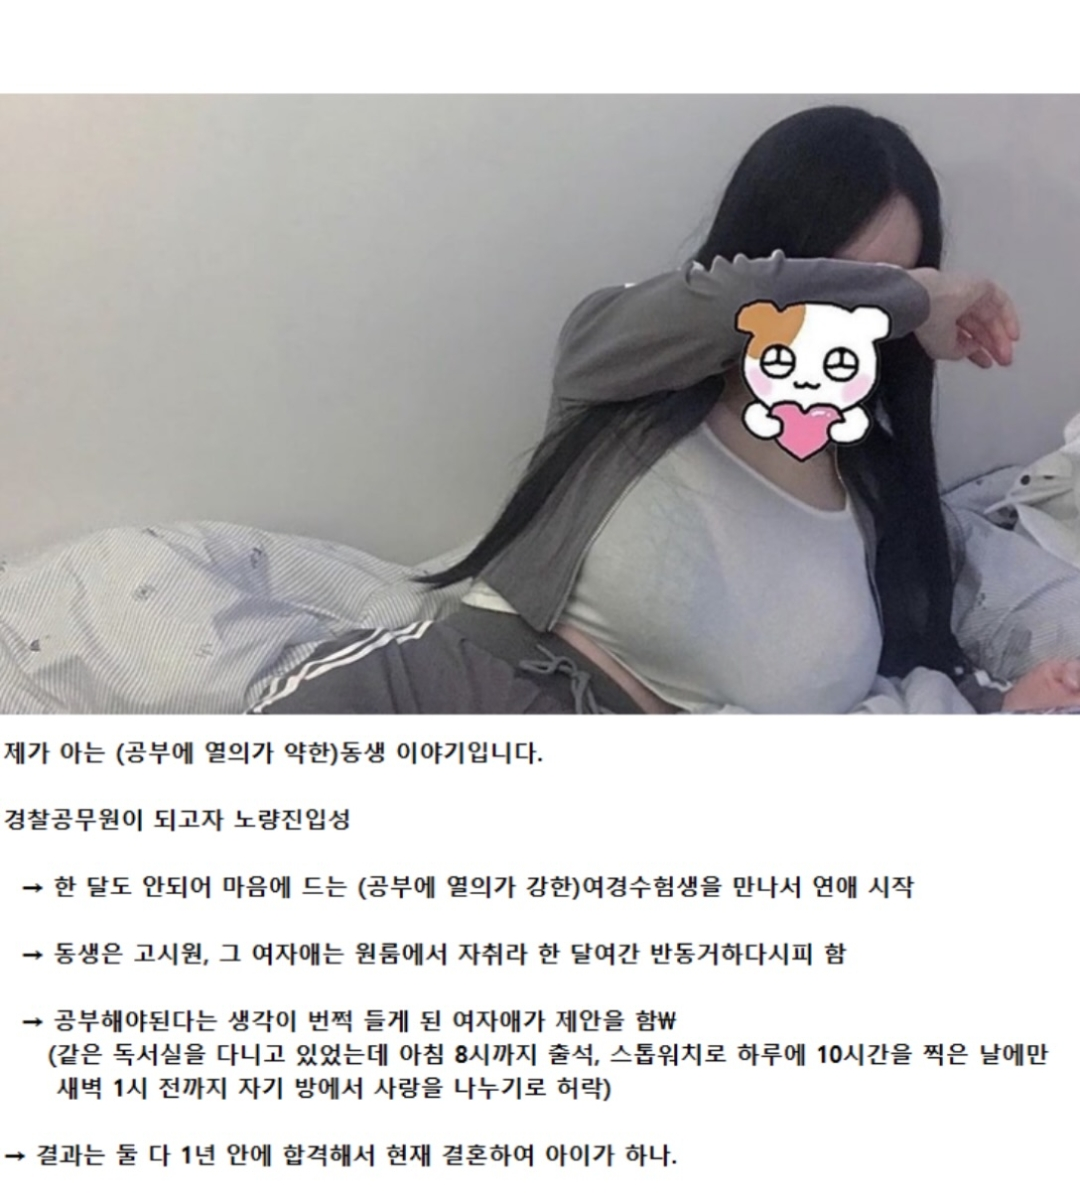 제가 아는 (공부에 열의가 약한)동생 이야기입니다.
경찰공무원이 되고자 노량진입성
→ 한 달도 안되어 마음에 드는 (공부에 열의가 강한)여경수험생을 만나서 연애 시작
→ 동생은 고시원, 그 여자애는 원룸에서 자취라 한 달여간 반동거하다시피 함
→ 공부해야된다는 생각이 번쩍 들게 된 여자애가 제안을 함₩
(같은 독서실을 다니고 있었는데 아침 8시까지 출석, 스톱워치로 하루에 10시간을 찍은 날에만
새벽 1시 전까지 자기 방에서 사랑을 나누기로 허락)
→ 결과는 둘 다 1년 안에 합격해서 현재 결혼하여 아이가 하나.